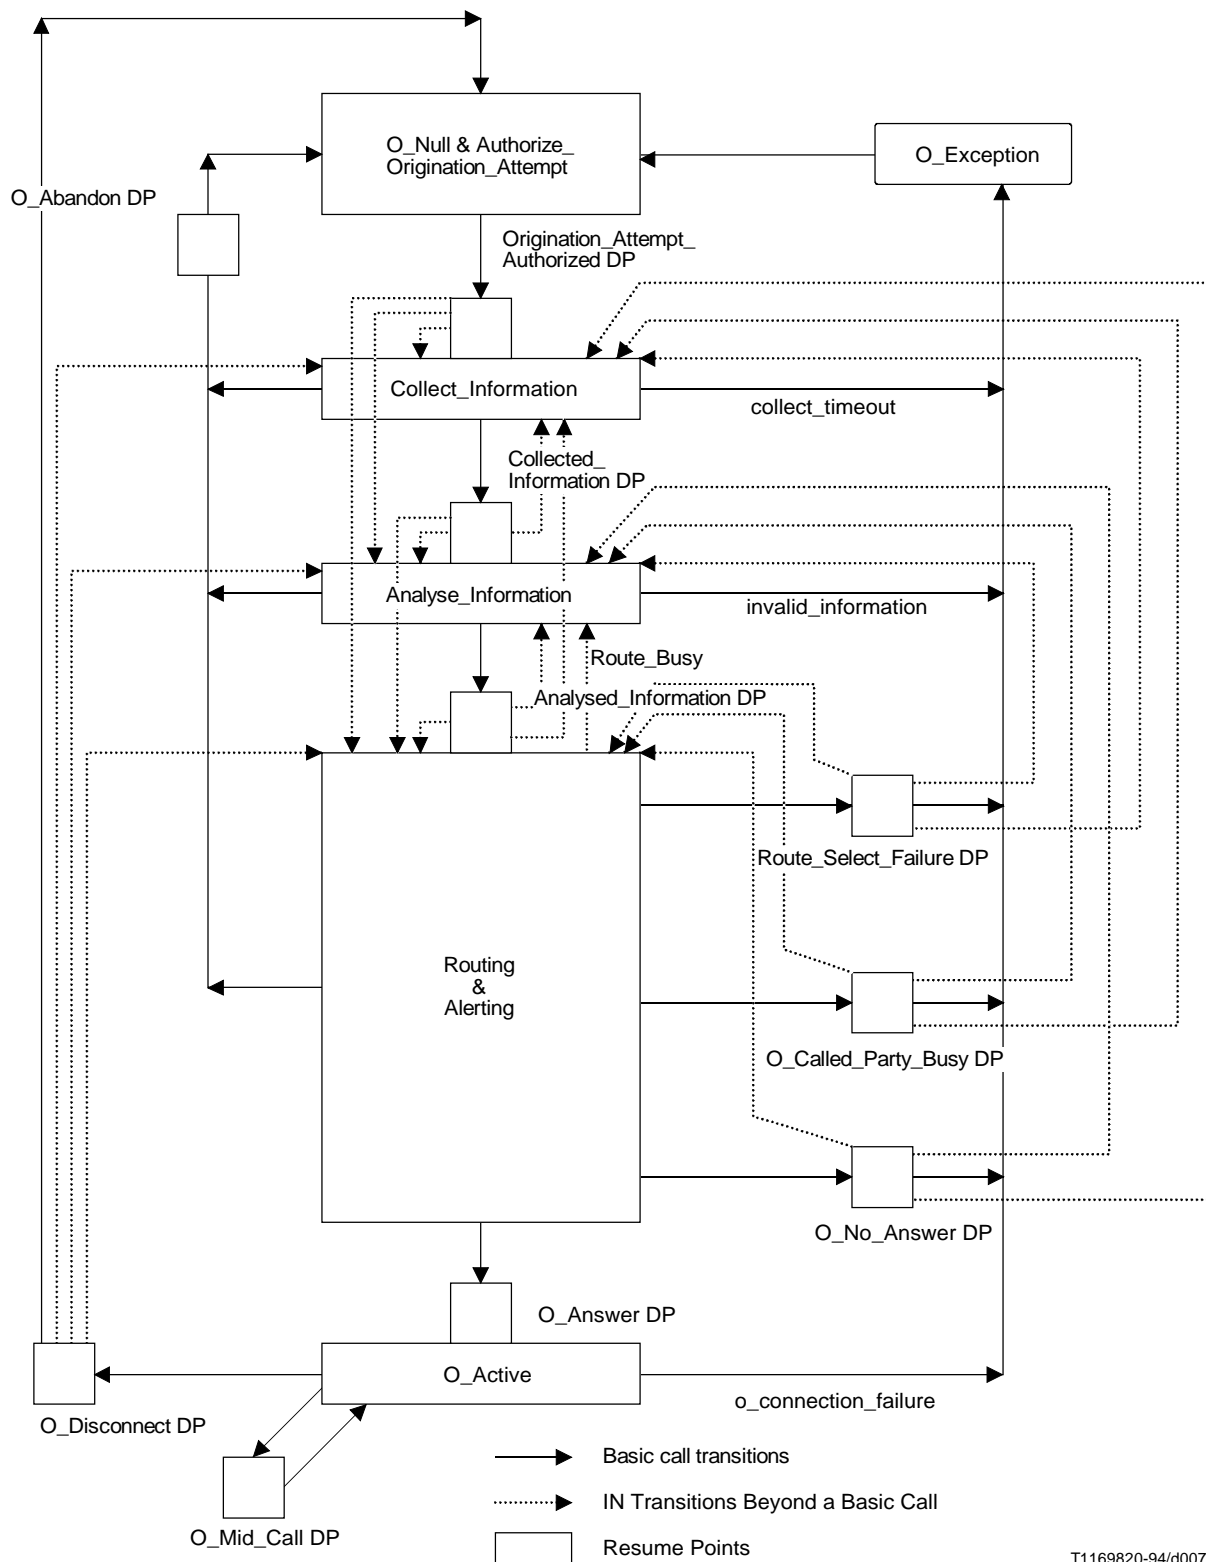 O_Null & Authorize_
Origination_Attempt
O_Exception
O_Abandon DP
Origination_Attempt_
Authorized DP
Collect_Information
collect_timeout
Collected_
Information DP
Analyse_Information
invalid_information
Route_Busy
Analysed_Information DP
Route_Select_Failure DP
Routing
&
Alerting
O_Called_Party_Busy DP
O_No_Answer DP
O_Answer DP
O_Active
o_connection_failure
O_Disconnect DP
Basic call transitions
IN Transitions Beyond a Basic Call
O_Mid_Call DP
Resume Points
T1169820-94/d007